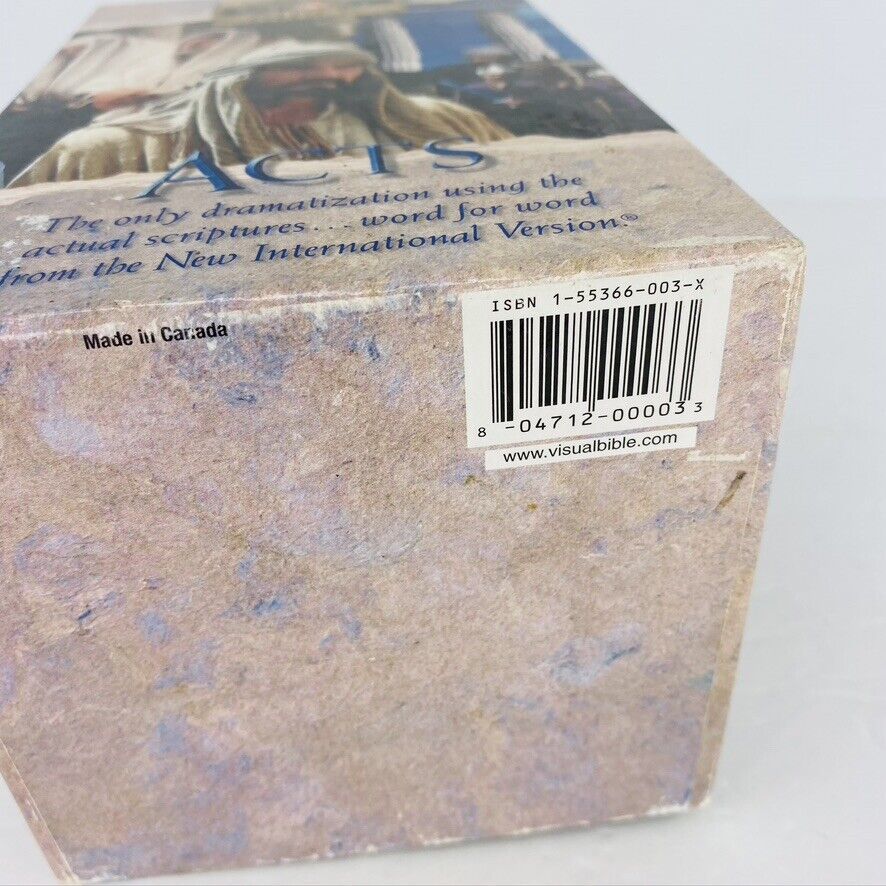 ACTS
The only dramatization using the
actual scriptures... word for word
from the New International Version.®
Made in Canada
ISBN 1-55366-003-X
8 -04712-00003 3
www.visualbible.com